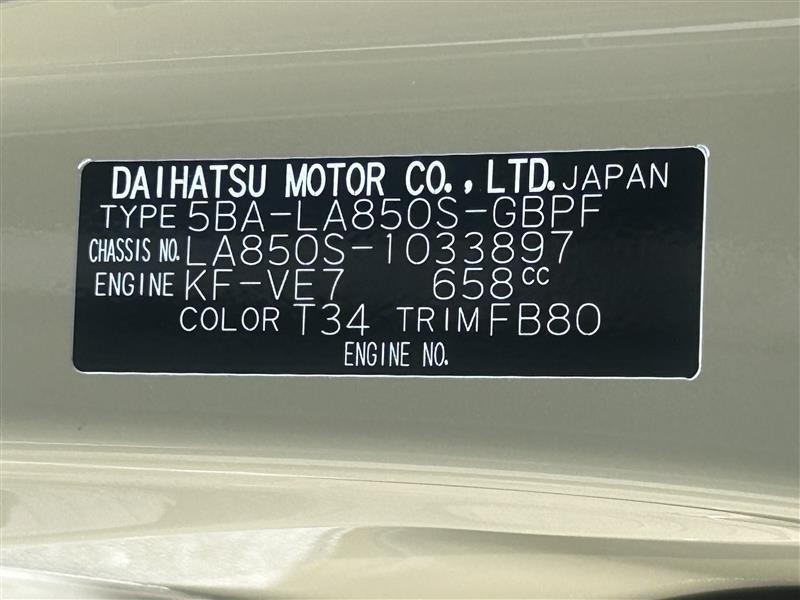 DAIHATSU MOTOR CO., LTD. JAPAN
TYPE 5BA-LA850S-GBPF
CHASSIS NO. LA850S-1033897
ENGINE KF-VE7 658cc
COLOR T34 TRIM FB80
ENGINE NO.